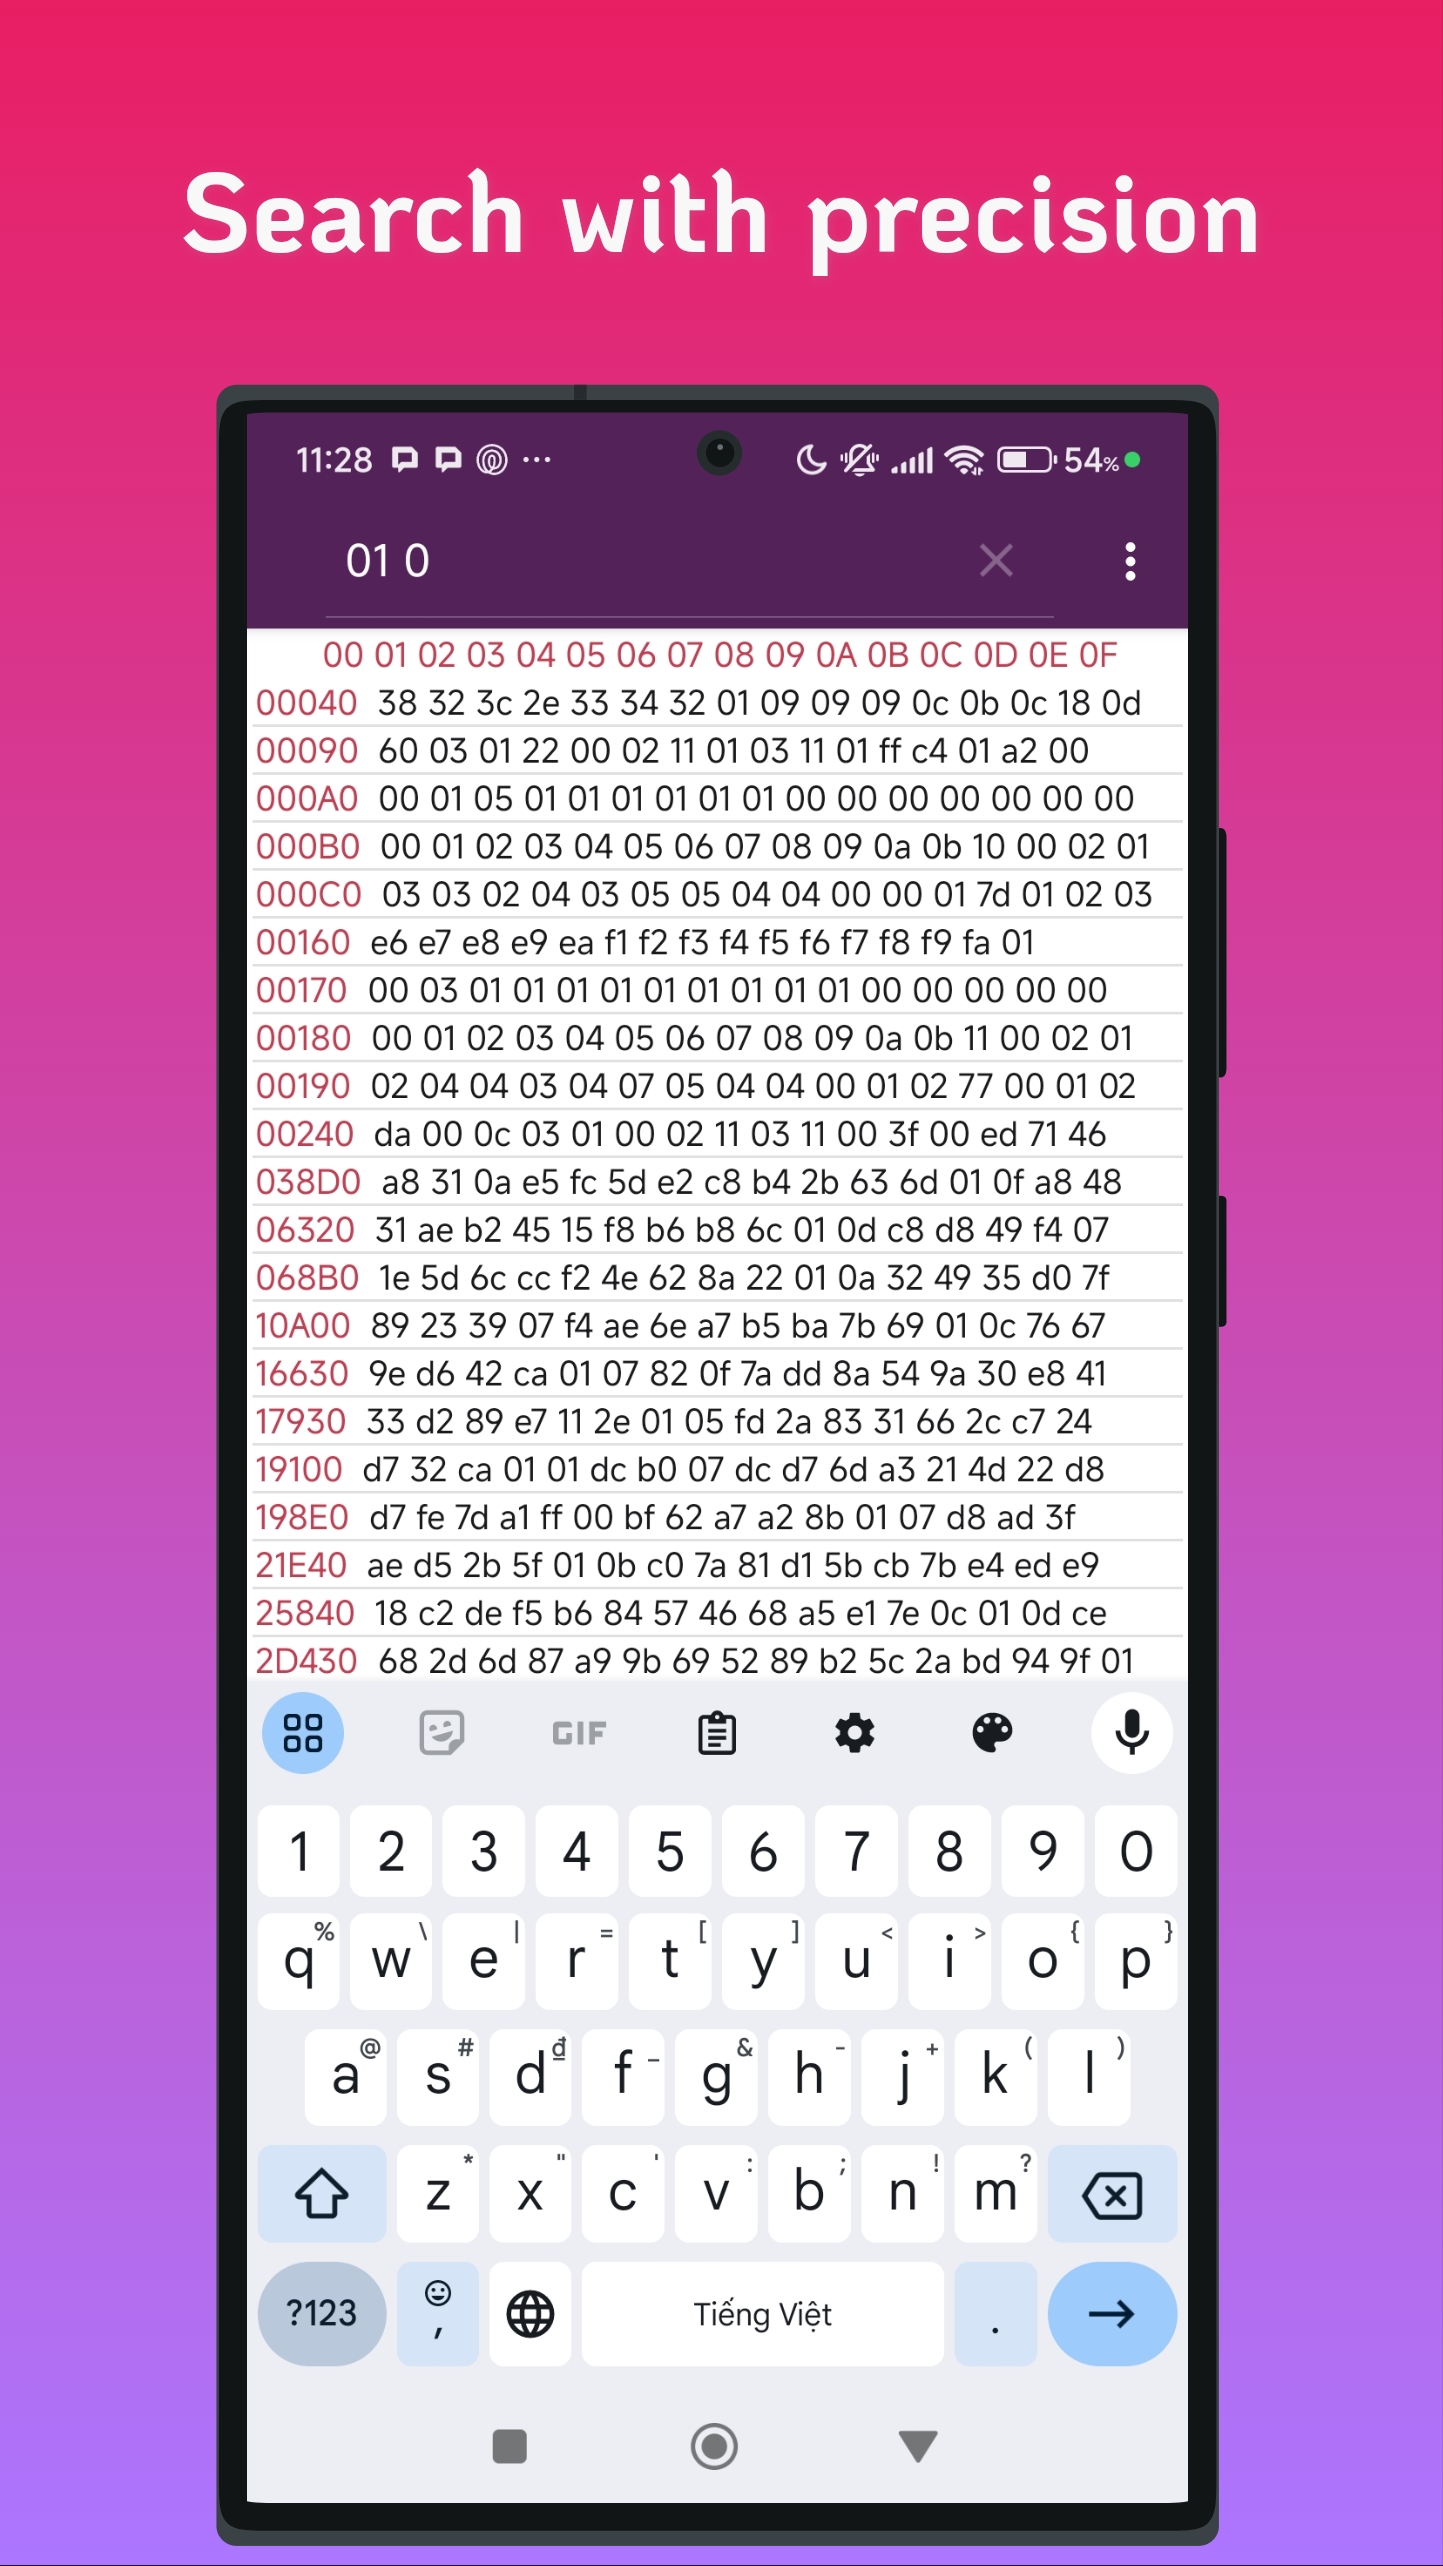 Search with precision
11:28 54%
01 0
00 01 02 03 04 05 06 07 08 09 0A 0B 0C 0D 0E 0F
00040 38 32 3c 2e 33 34 32 01 09 09 09 0c 0b 0c 18 0d
00090 60 03 01 22 00 02 11 01 03 11 01 ff c4 01 a2 00
000A0 00 01 05 01 01 01 01 01 01 00 00 00 00 00 00 00
000B0 00 01 02 03 04 05 06 07 08 09 0a 0b 10 00 02 01
000C0 03 03 02 04 03 05 05 04 04 00 00 01 7d 01 02 03
00160 e6 e7 e8 e9 ea f1 f2 f3 f4 f5 f6 f7 f8 f9 fa 01
00170 00 03 01 01 01 01 01 01 01 01 01 00 00 00 00 00
00180 00 01 02 03 04 05 06 07 08 09 0a 0b 11 00 02 01
00190 02 04 04 03 04 07 05 04 04 00 01 02 77 00 01 02
00240 da 00 0c 03 01 00 02 11 03 11 00 3f 00 ed 71 46
038D0 a8 31 0a e5 fc 5d e2 c8 b4 2b 63 6d 01 0f a8 48
06320 31 ae b2 45 15 f8 b6 b8 6c 01 0d c8 d8 49 f4 07
068B0 1e 5d 6c cc f2 4e 62 8a 22 01 0a 32 49 35 d0 7f
10A00 89 23 39 07 f4 ae 6e a7 b5 ba 7b 69 01 0c 76 67
16630 9e d6 42 ca 01 07 82 0f 7a dd 8a 54 9a 30 e8 41
17930 33 d2 89 e7 11 2e 01 05 fd 2a 83 31 66 2c c7 24
19100 d7 32 ca 01 01 dc b0 07 dc d7 6d a3 21 4d 22 d8
198E0 d7 fe 7d a1 ff 00 bf 62 a7 a2 8b 01 07 d8 ad 3f
21E40 ae d5 2b 5f 01 0b c0 7a 81 d1 5b cb 7b e4 ed e9
25840 18 c2 de f5 b6 84 57 46 68 a5 e1 7e 0c 01 0d ce
2D430 68 2d 6d 87 a9 9b 69 52 89 b2 5c 2a bd 94 9f 01
GIF
1 2 3 4 5 6 7 8 9 0
% \ | = [ ] < > { }
q w e r t y u i o p
@ # đ _ & - + ( )
a s d f g h j k l
* " ' : ; ! ?
z x c v b n m
?123 , Tiếng Việt .